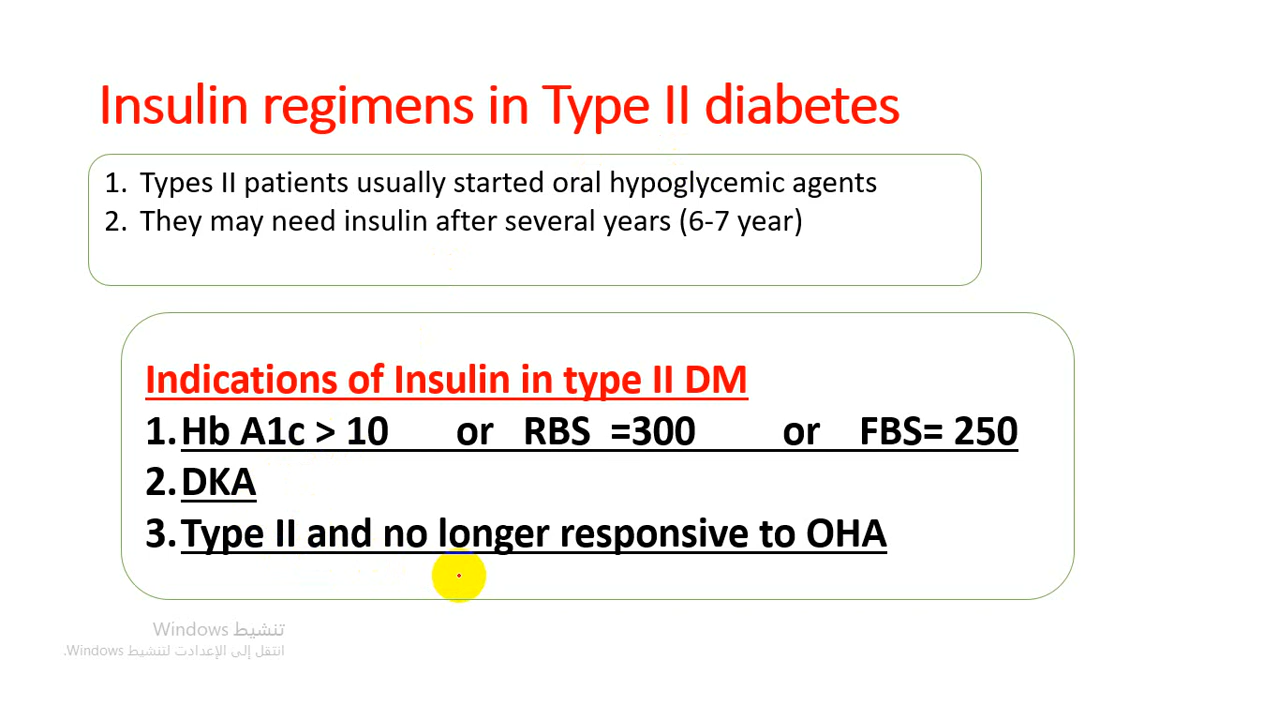 Insulin regimens in Type II diabetes
1. Types II patients usually started oral hypoglycemic agents
2. They may need insulin after several years (6-7 year)
Indications of Insulin in type II DM
1. Hb A1c > 10 or RBS =300 or FBS= 250
2. DKA
3. Type II and no longer responsive to OHA
تنشيط Windows
انتقل إلى الإعدادت لتنشيط Windows.